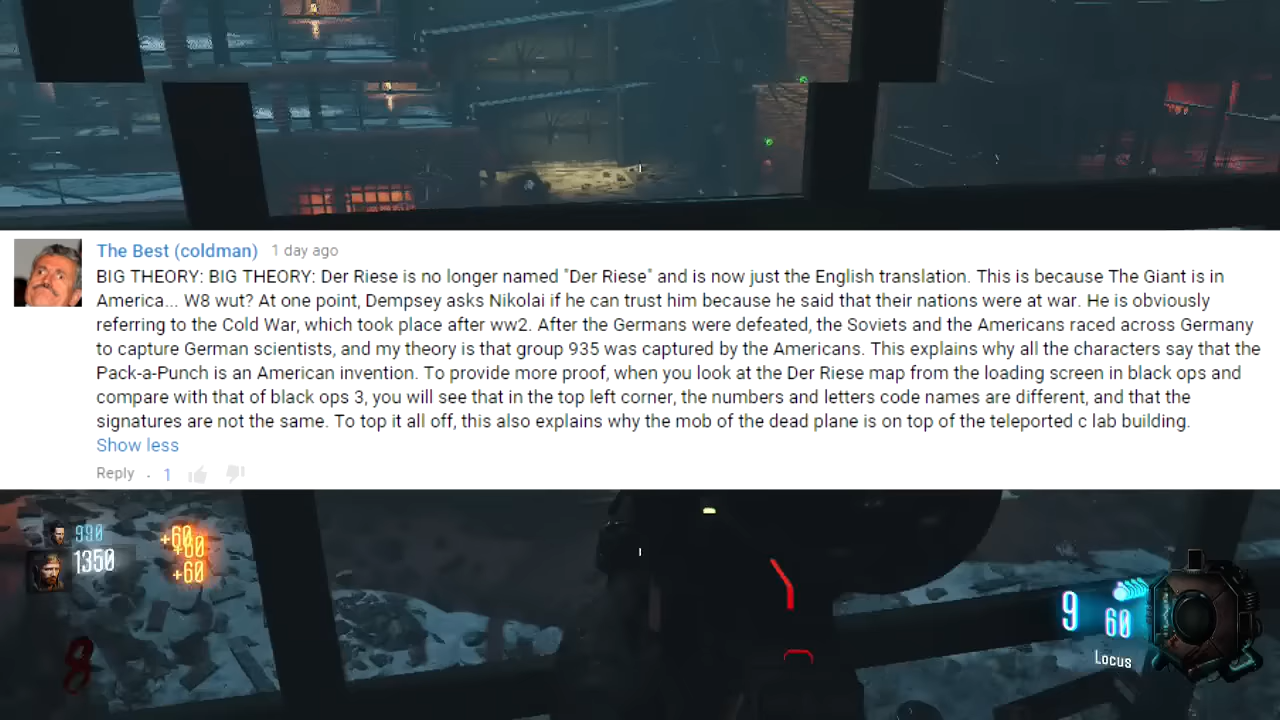 The Best (coldman) 1 day ago
BIG THEORY: BIG THEORY: Der Riese is no longer named "Der Riese" and is now just the English translation. This is because The Giant is in
America... W8 wut? At one point, Dempsey asks Nikolai if he can trust him because he said that their nations were at war. He is obviously
referring to the Cold War, which took place after ww2. After the Germans were defeated, the Soviets and the Americans raced across Germany
to capture German scientists, and my theory is that group 935 was captured by the Americans. This explains why all the characters say that the
Pack-a-Punch is an American invention. To provide more proof, when you look at the Der Riese map from the loading screen in black ops and
compare with that of black ops 3, you will see that in the top left corner, the numbers and letters code names are different, and that the
signatures are not the same. To top it all off, this also explains why the mob of the dead plane is on top of the teleported c lab building.
Show less
Reply . 1
990
1350
+60
+60
+60
8
9 60
Locus